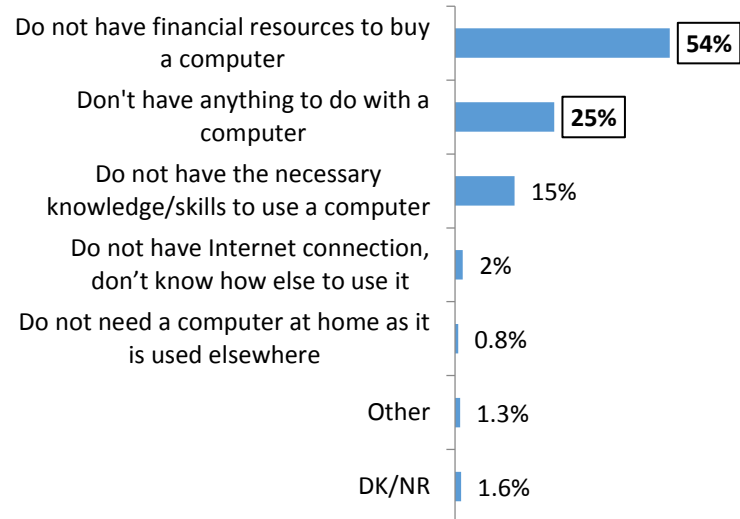 Do not have financial resources to buy
a computer
54%
Don't have anything to do with a
computer
25%
Do not have the necessary
knowledge/skills to use a computer
15%
Do not have Internet connection,
don’t know how else to use it
2%
Do not need a computer at home as it
is used elsewhere
0.8%
Other
1.3%
DK/NR
1.6%